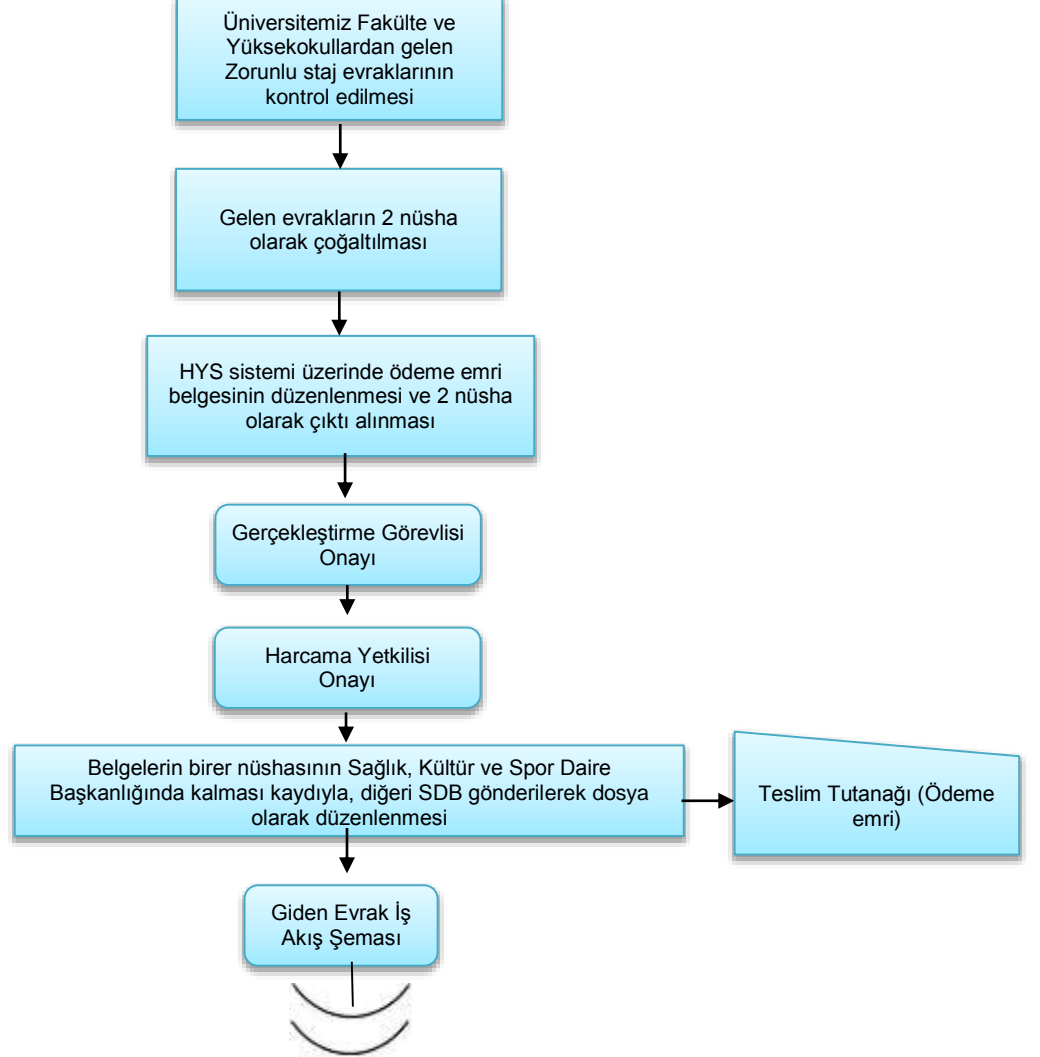 Üniversitemiz Fakülte ve
Yüksekokullardan gelen
Zorunlu staj evraklarının
kontrol edilmesi
Gelen evrakların 2 nüsha
olarak çoğaltılması
HYS sistemi üzerinde ödeme emri
belgesinin düzenlenmesi ve 2 nüsha
olarak çıktı alınması
Gerçekleştirme Görevlisi
Onayı
Harcama Yetkilisi
Onayı
Belgelerin birer nüshasının Sağlık, Kültür ve Spor Daire
Başkanlığında kalması kaydıyla, diğeri SDB gönderilerek dosya
olarak düzenlenmesi
Teslim Tutanağı (Ödeme
emri)
Giden Evrak İş
Akış Şeması